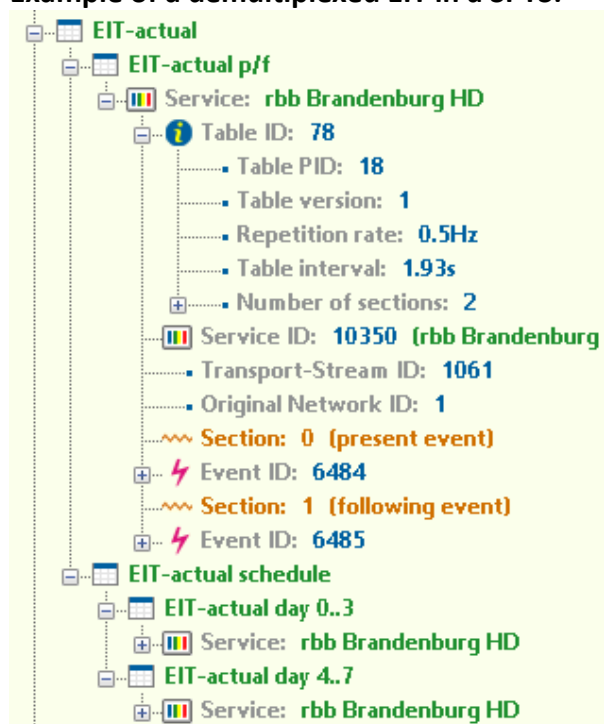 EIT-actual
EIT-actual p/f
Service: rbb Brandenburg HD
Table ID: 78
Table PID: 18
Table version: 1
Repetition rate: 0.5Hz
Table interval: 1.93s
Number of sections: 2
Service ID: 10350 (rbb Brandenburg
Transport-Stream ID: 1061
Original Network ID: 1
Section: 0 (present event)
Event ID: 6484
Section: 1 (following event)
Event ID: 6485
EIT-actual schedule
EIT-actual day 0..3
Service: rbb Brandenburg HD
EIT-actual day 4..7
Service: rbb Brandenburg HD